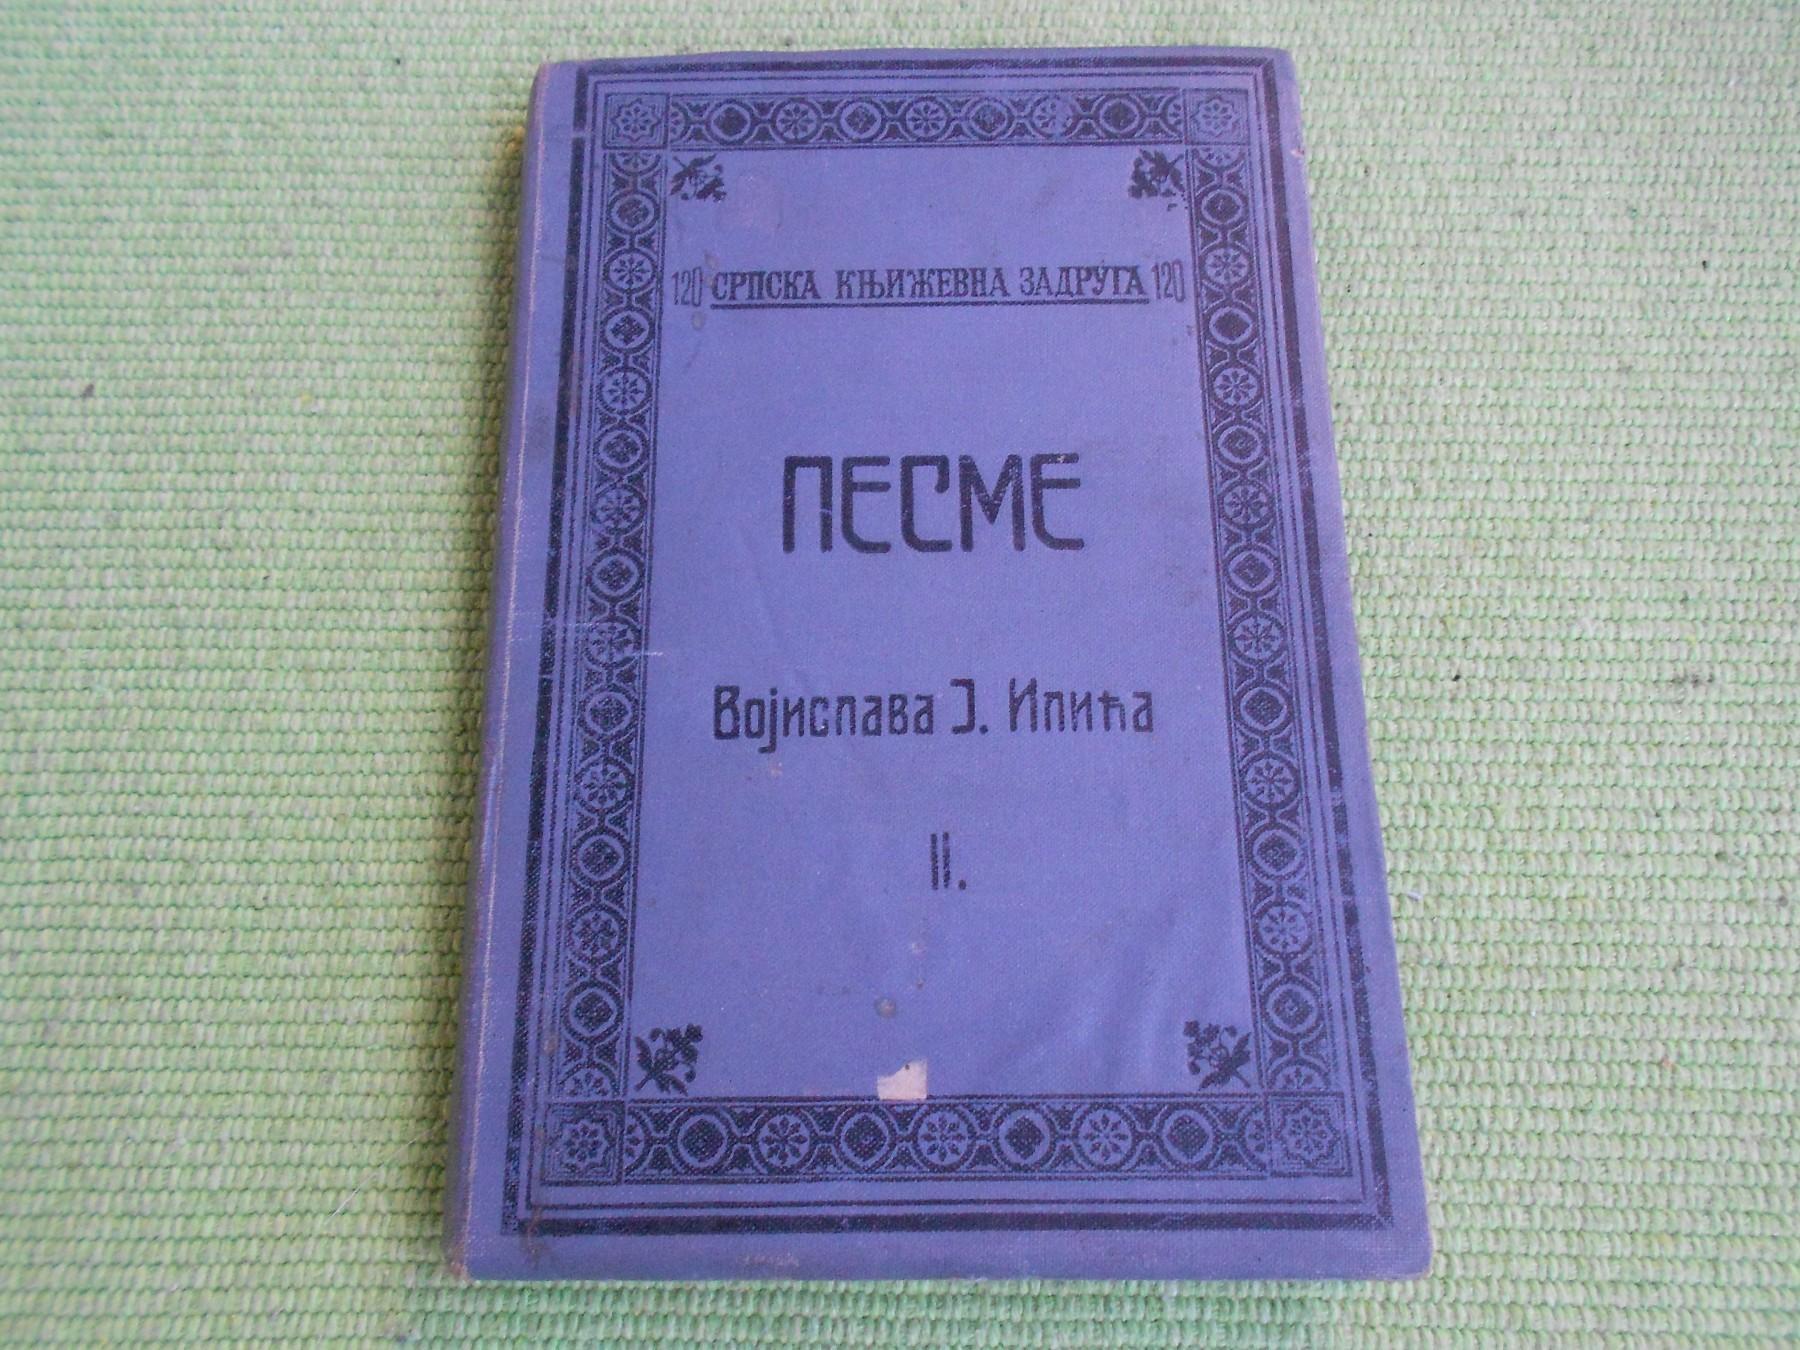 120 СРПСКА КЊИЖЕВНА ЗАДРУГА 120
ПЕСМЕ
Војислава Ј. Илића
II.